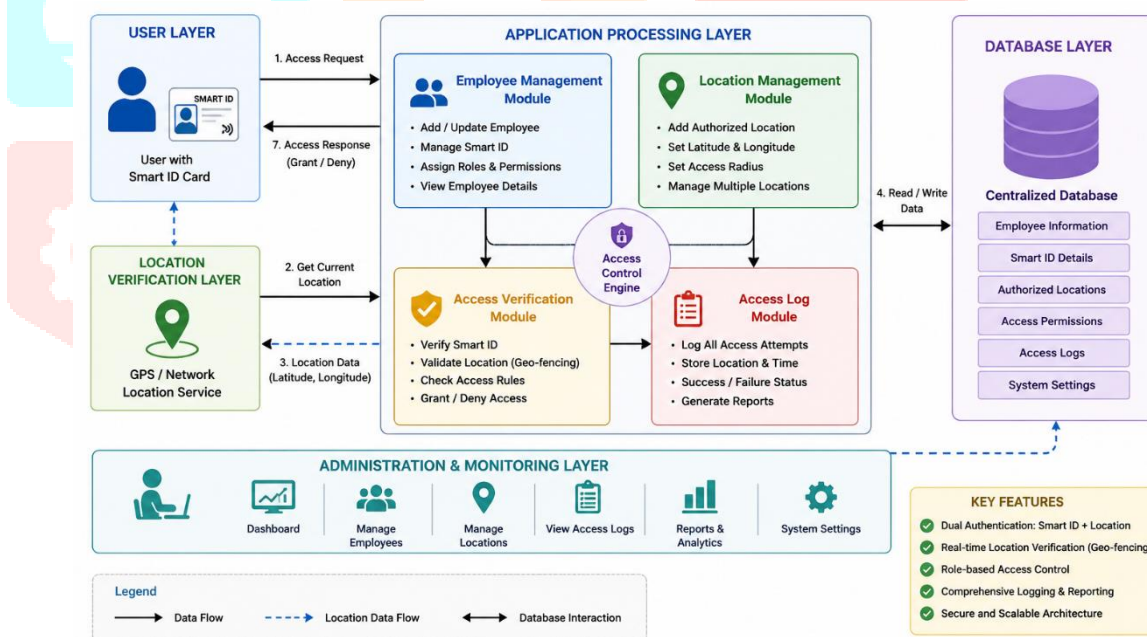 USER LAYER
SMART ID
User with
Smart ID Card
1. Access Request
7. Access Response
(Grant / Deny)
LOCATION
VERIFICATION LAYER
GPS / Network
Location Service
2. Get Current
Location
3. Location Data
(Latitude, Longitude)
APPLICATION PROCESSING LAYER
Employee Management
Module
• Add / Update Employee
• Manage Smart ID
• Assign Roles & Permissions
• View Employee Details
Location Management
Module
• Add Authorized Location
• Set Latitude & Longitude
• Set Access Radius
• Manage Multiple Locations
Access
Control
Engine
Access Verification
Module
• Verify Smart ID
• Validate Location (Geo-fencing)
• Check Access Rules
• Grant / Deny Access
Access Log
Module
• Log All Access Attempts
• Store Location & Time
• Success / Failure Status
• Generate Reports
4. Read / Write
Data
DATABASE LAYER
Centralized Database
Employee Information
Smart ID Details
Authorized Locations
Access Permissions
Access Logs
System Settings
ADMINISTRATION & MONITORING LAYER
Dashboard
Manage
Employees
Manage
Locations
View Access Logs
Reports &
Analytics
System Settings
KEY FEATURES
Dual Authentication: Smart ID + Location
Real-time Location Verification (Geo-fencing
Role-based Access Control
Comprehensive Logging & Reporting
Secure and Scalable Architecture
Legend
Data Flow
Location Data Flow
Database Interaction